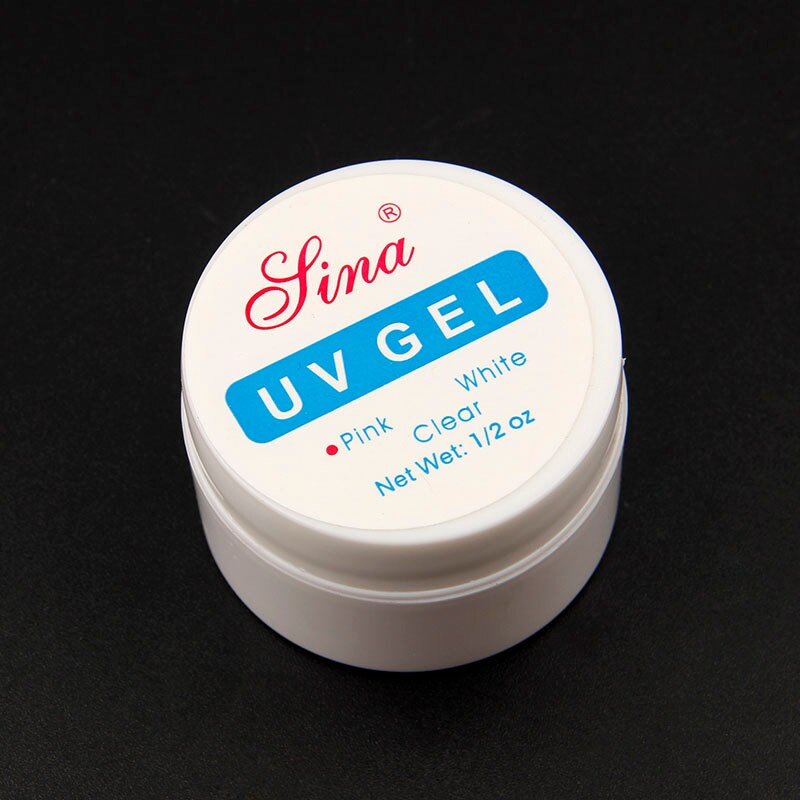 Sina ®
UV GEL
Pink White
Clear
Net Wet: 1/2 oz